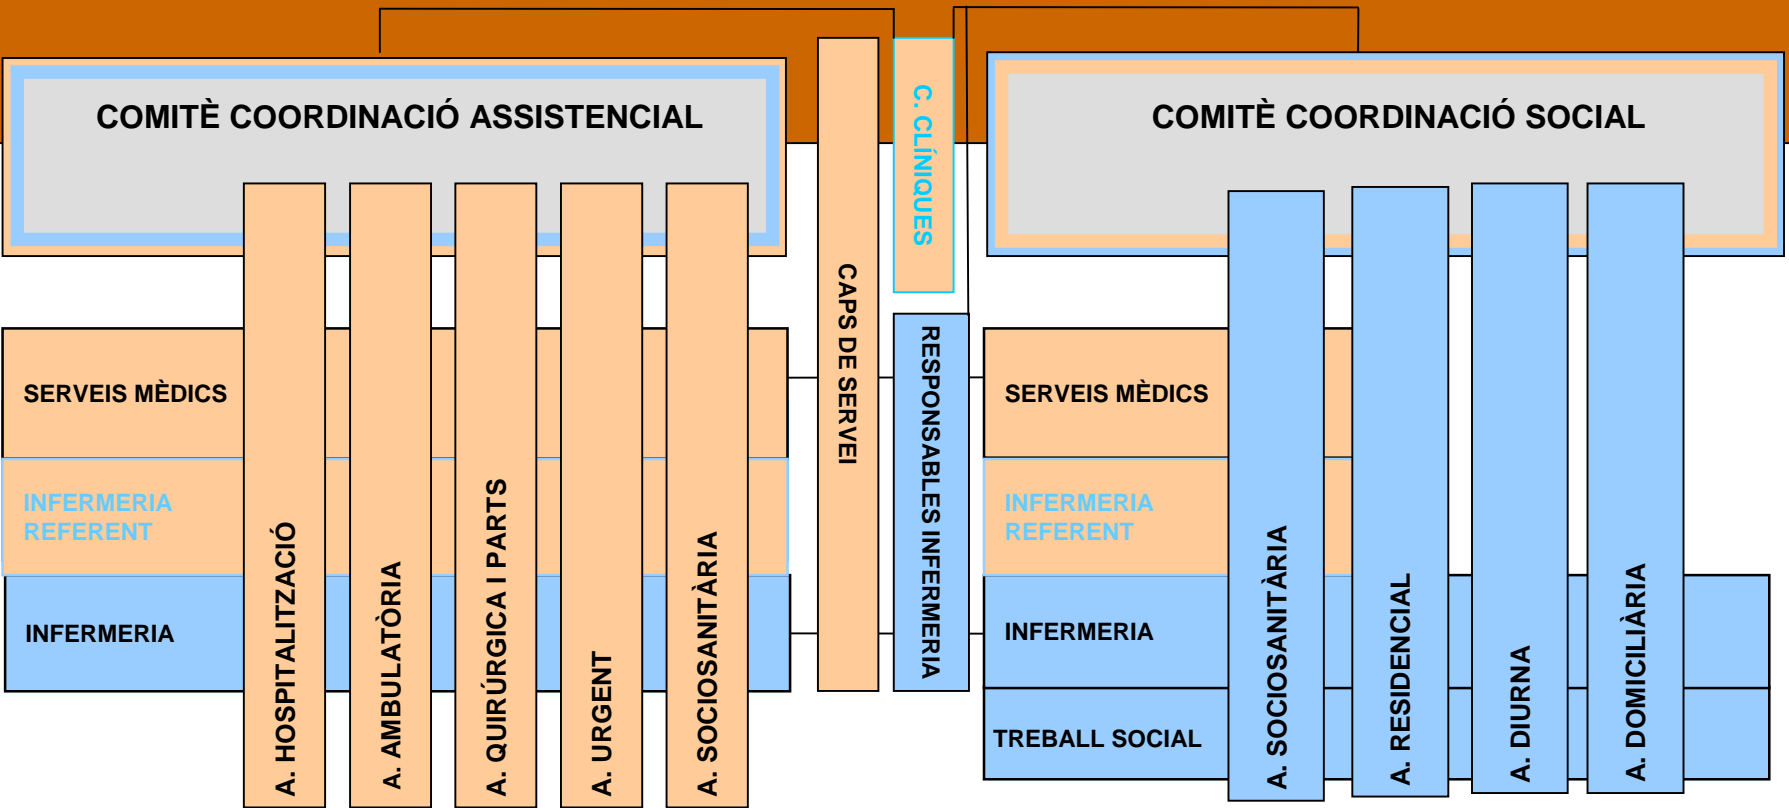 COMITÈ COORDINACIÓ ASSISTENCIAL
SERVEIS MÈDICS
INFERMERIA
REFERENT
INFERMERIA
A. HOSPITALITZACIÓ
A. AMBULATÒRIA
A. QUIRÚRGICA I PARTS
A. URGENT
A. SOCIOSANITÀRIA
CAPS DE SERVEI
C. CLÍNIQUES
RESPONSABLES INFERMERIA
COMITÈ COORDINACIÓ SOCIAL
SERVEIS MÈDICS
INFERMERIA
REFERENT
INFERMERIA
TREBALL SOCIAL
A. SOCIOSANITÀRIA
A. RESIDENCIAL
A. DIURNA
A. DOMICILIÀRIA